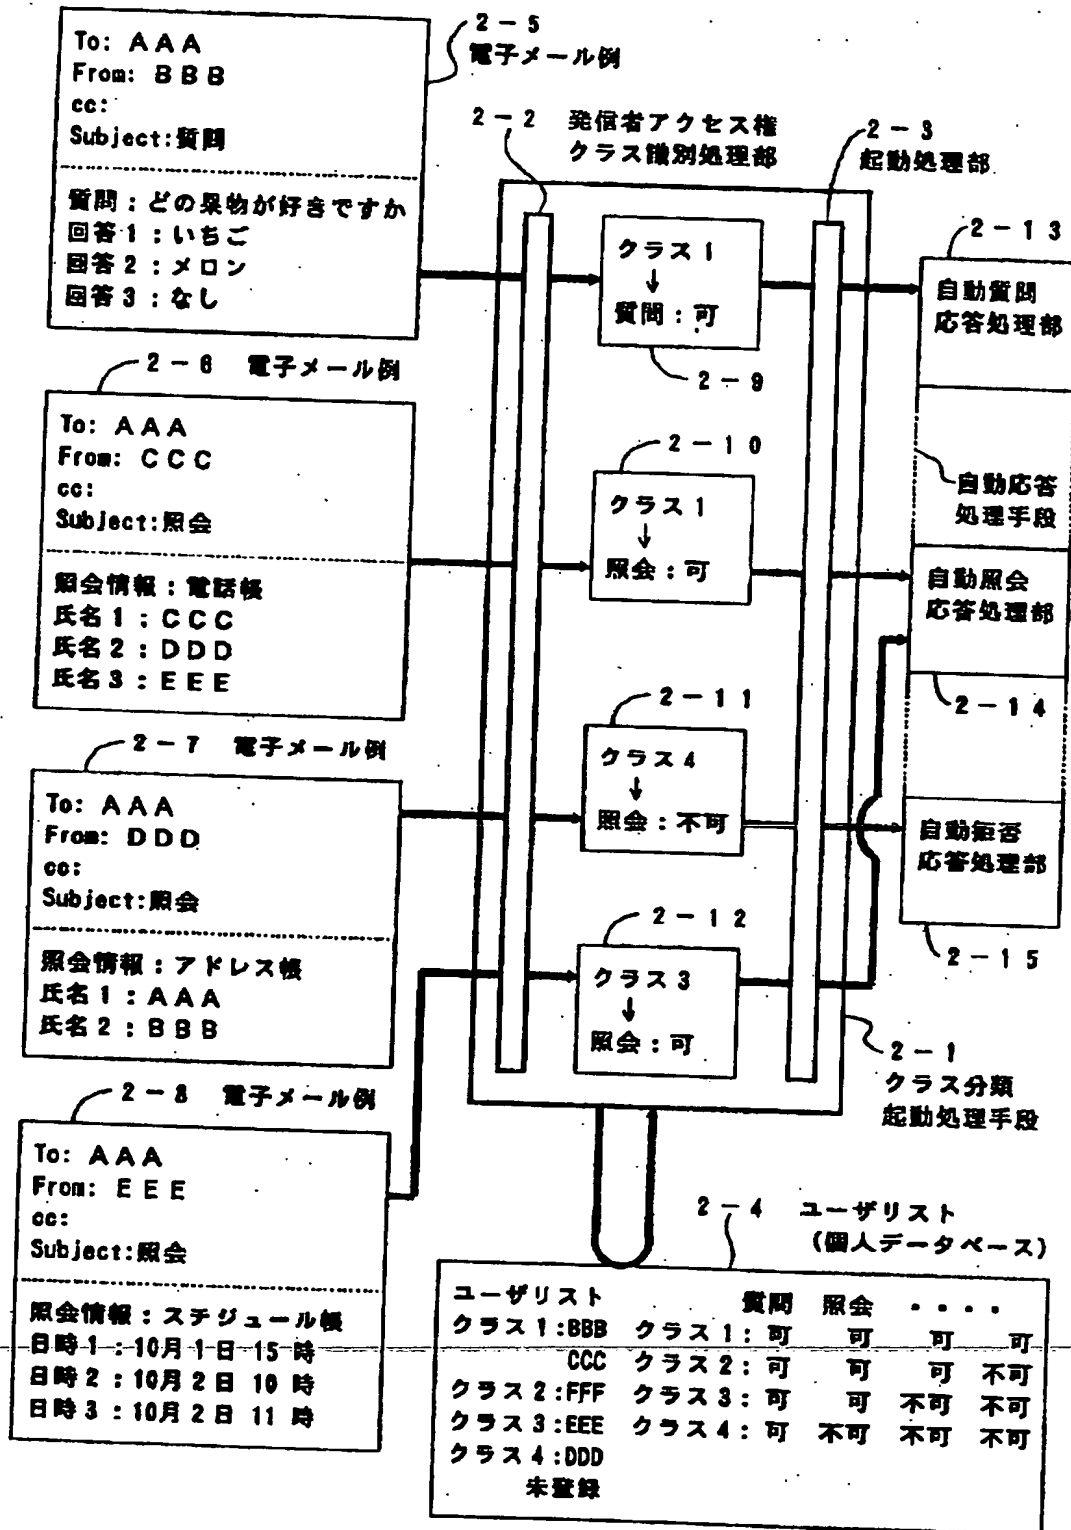 To: AAA
From: BBB
cc:
Subject:質問
質問：どの果物が好きですか
回答1：いちご
回答2：メロン
回答3：なし
2－5
電子メール例
2－2 発信者アクセス権
クラス識別処理部
2－3
起動処理部
クラス1
↓
質問：可
2－9
2－13
自動質問
応答処理部
2－6 電子メール例
To: AAA
From: CCC
cc:
Subject:照会
照会情報：電話帳
氏名1：CCC
氏名2：DDD
氏名3：EEE
2－10
クラス1
↓
照会：可
自動応答
処理手段
自動照会
応答処理部
2－14
2－7 電子メール例
To: AAA
From: DDD
cc:
Subject:照会
照会情報：アドレス帳
氏名1：AAA
氏名2：BBB
2－11
クラス4
↓
照会：不可
自動拒否
応答処理部
2－15
2－12
クラス3
↓
照会：可
2－1
クラス分類
起動処理手段
2－8 電子メール例
To: AAA
From: EEE
cc:
Subject:照会
照会情報：スチジュール帳
日時1：10月1日 15時
日時2：10月2日 10時
日時3：10月2日 11時
2－4 ユーザリスト
(個人データベース)
ユーザリスト 質問 照会 ・・・・
クラス1:BBB クラス1：可 可 可 可
CCC クラス2：可 可 可 不可
クラス2:FFF クラス3：可 可 不可 不可
クラス3:EEE クラス4：可 不可 不可 不可
クラス4:DDD
未登録